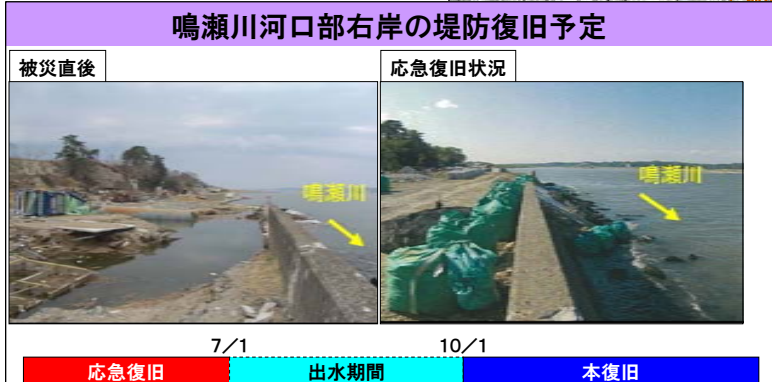 鳴瀬川河口部右岸の堤防復旧予定
被災直後
応急復旧状況
鳴瀬川
鳴瀬川
7/1
10/1
応急復旧
出水期間
本復旧